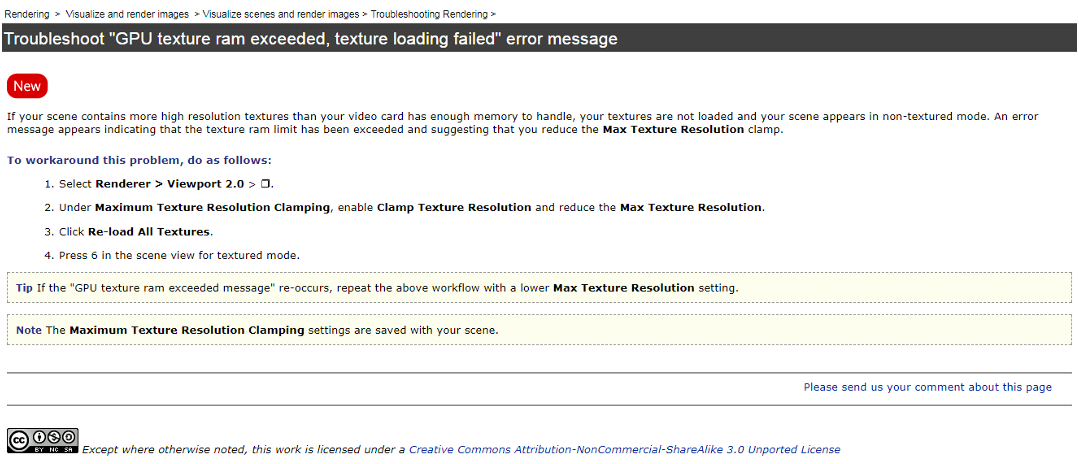 Rendering > Visualize and render images > Visualize scenes and render images > Troubleshooting Rendering >
Troubleshoot "GPU texture ram exceeded, texture loading failed" error message
New
If your scene contains more high resolution textures than your video card has enough memory to handle, your textures are not loaded and your scene appears in non-textured mode. An error
message appears indicating that the texture ram limit has been exceeded and suggesting that you reduce the Max Texture Resolution clamp.
To workaround this problem, do as follows:
1. Select Renderer > Viewport 2.0 > ❒.
2. Under Maximum Texture Resolution Clamping, enable Clamp Texture Resolution and reduce the Max Texture Resolution.
3. Click Re-load All Textures.
4. Press 6 in the scene view for textured mode.
Tip If the "GPU texture ram exceeded message" re-occurs, repeat the above workflow with a lower Max Texture Resolution setting.
Note The Maximum Texture Resolution Clamping settings are saved with your scene.
Please send us your comment about this page
cc BY NC SA Except where otherwise noted, this work is licensed under a Creative Commons Attribution-NonCommercial-ShareAlike 3.0 Unported License